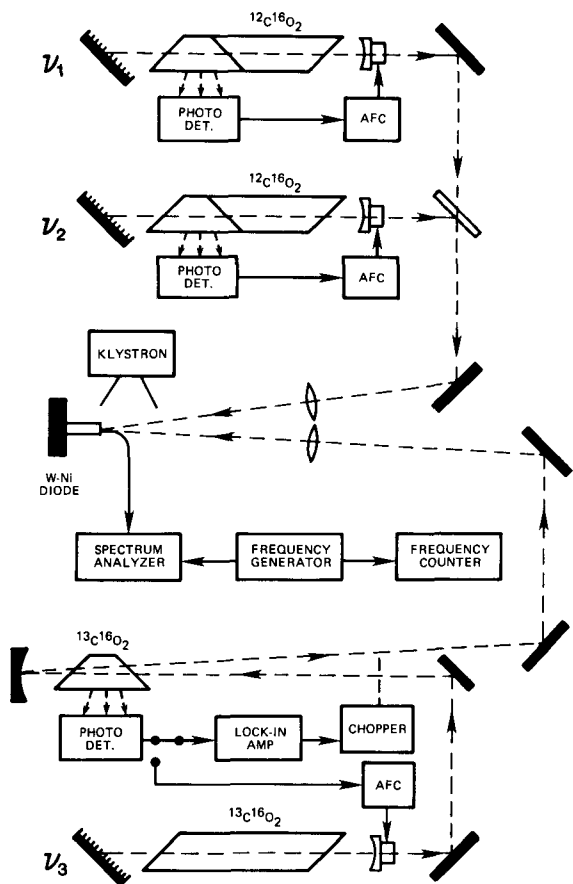 ¹²C¹⁶O₂
ν₁
PHOTO
DET.
AFC
¹²C¹⁶O₂
ν₂
PHOTO
DET.
AFC
KLYSTRON
W-Ni
DIODE
SPECTRUM
ANALYZER
FREQUENCY
GENERATOR
FREQUENCY
COUNTER
¹³C¹⁶O₂
PHOTO
DET.
LOCK-IN
AMP
CHOPPER
AFC
¹³C¹⁶O₂
ν₃